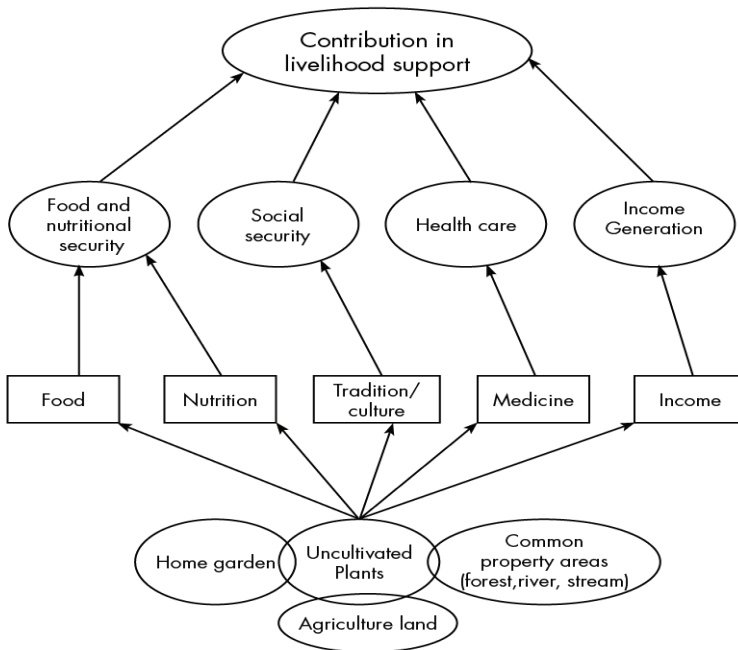 Contribution in
livelihood support
Food and
nutritional
security
Social
security
Health care
Income
Generation
Food
Nutrition
Tradition/
culture
Medicine
Income
Home garden
Uncultivated
Plants
Common
property areas
(forest,river, stream)
Agriculture land